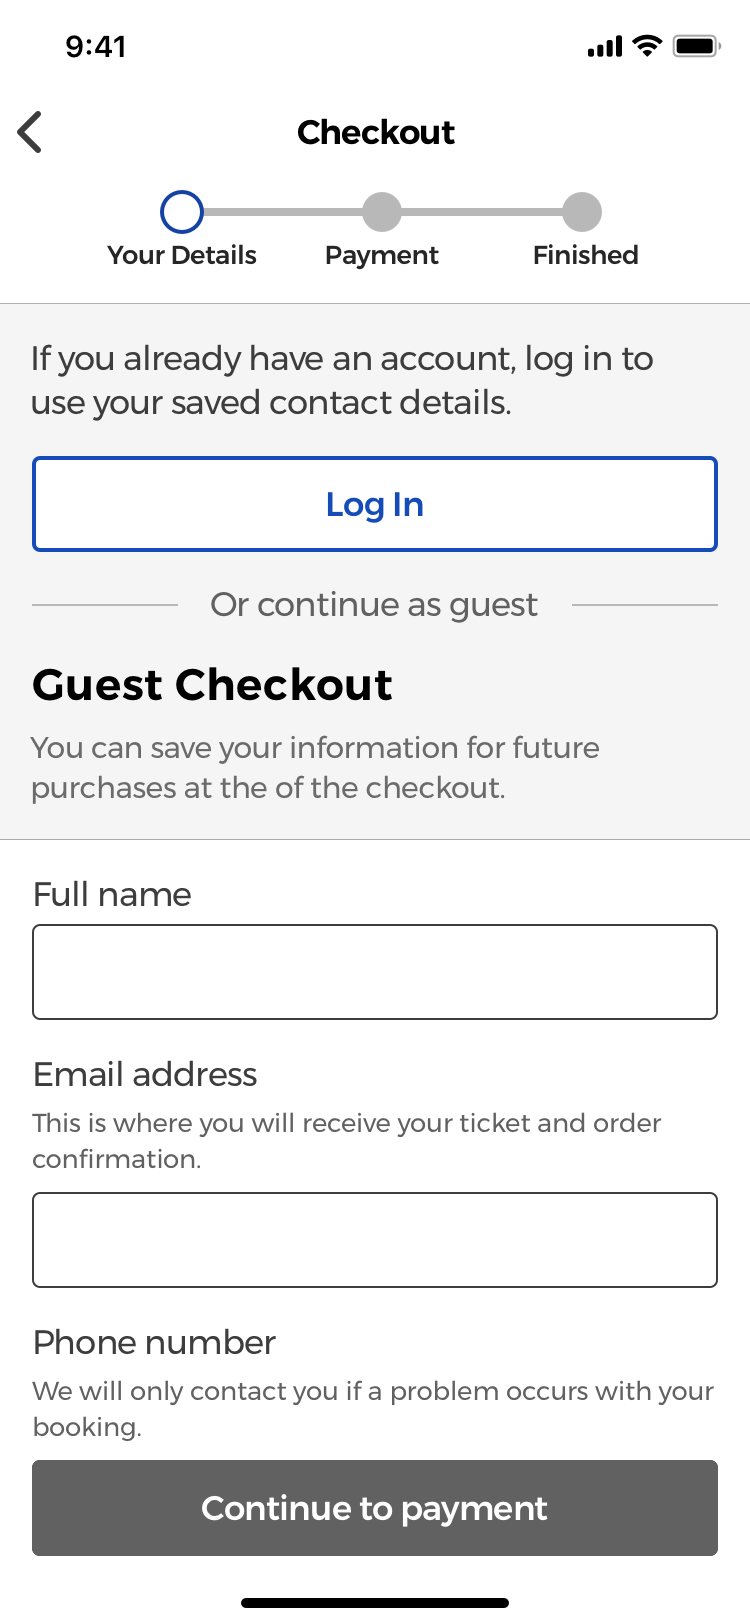 9:41
Checkout
Your Details Payment Finished
If you already have an account, log in to
use your saved contact details.
Log In
Or continue as guest
Guest Checkout
You can save your information for future
purchases at the of the checkout.
Full name
Email address
This is where you will receive your ticket and order
confirmation.
Phone number
We will only contact you if a problem occurs with your
booking.
Continue to payment